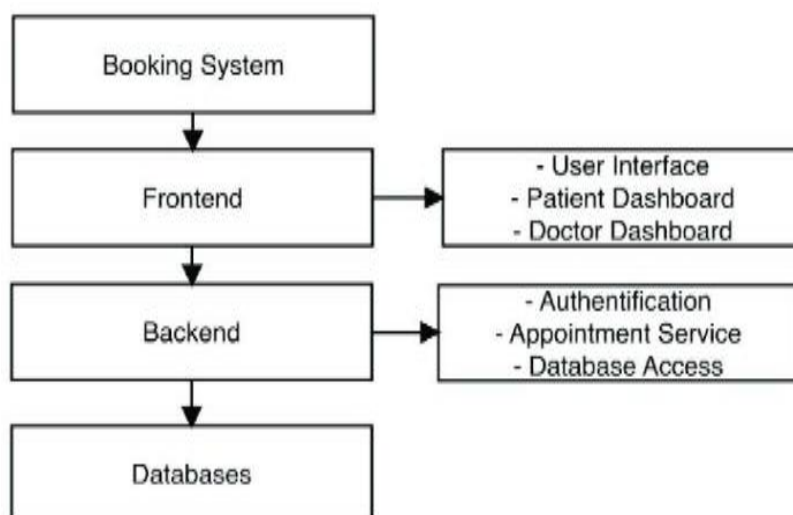 Booking System
Frontend
- User Interface
- Patient Dashboard
- Doctor Dashboard
Backend
- Authentification
- Appointment Service
- Database Access
Databases